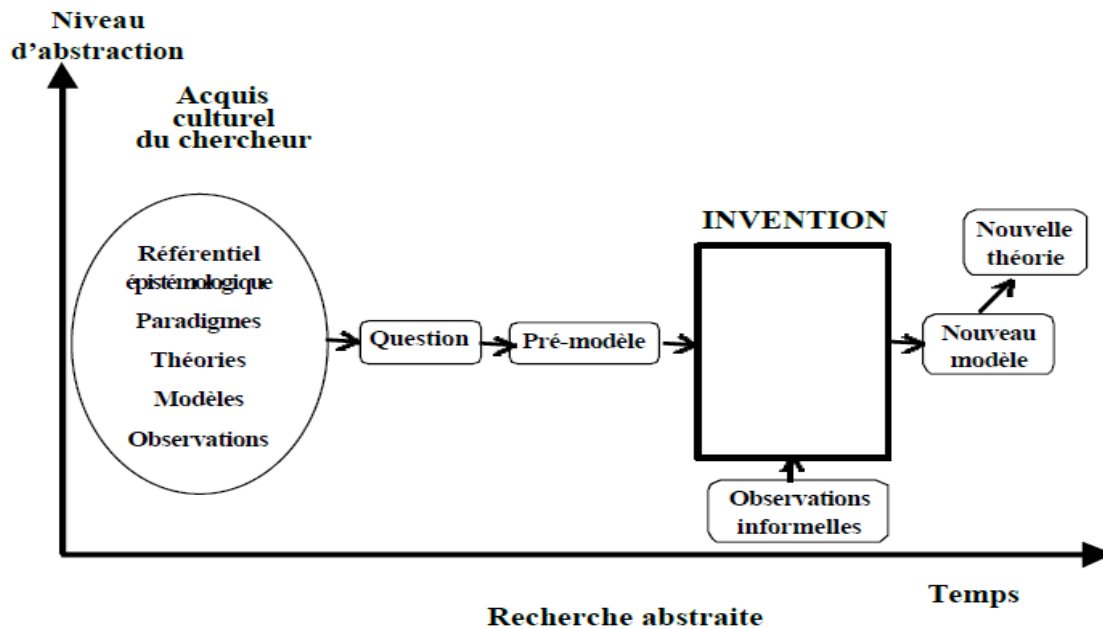 Niveau
d’abstraction
Acquis
culturel
du chercheur
Référentiel
épistémologique
Paradigmes
Théories
Modèles
Observations
Question
Pré-modèle
INVENTION
Observations
informelles
Nouvelle
théorie
Nouveau
modèle
Temps
Recherche abstraite